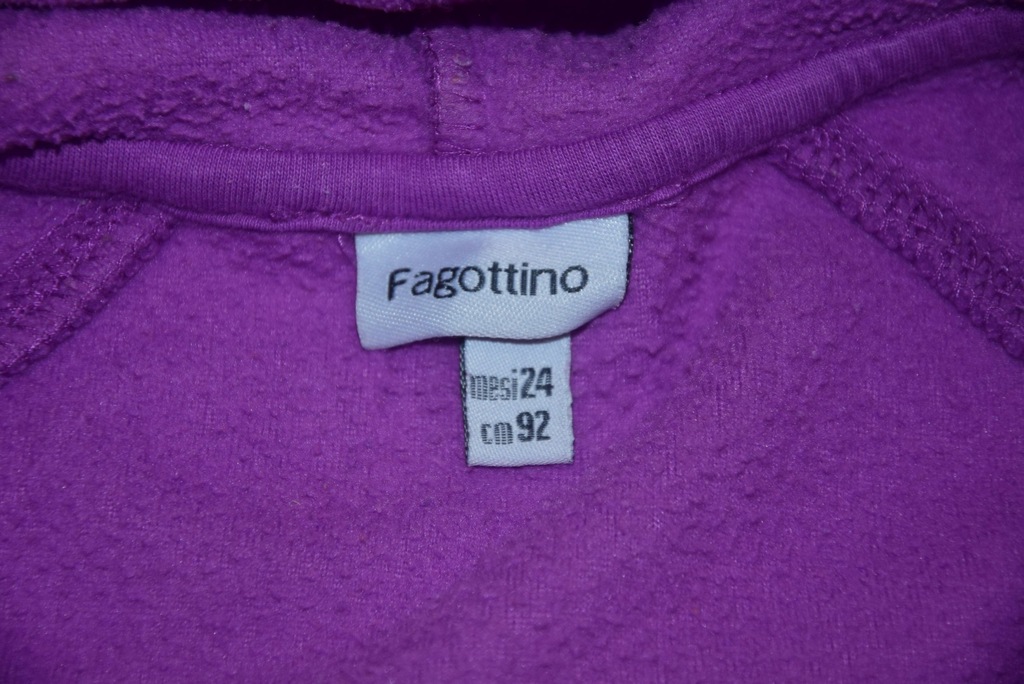 Fagottino
mesi 24
cm 92